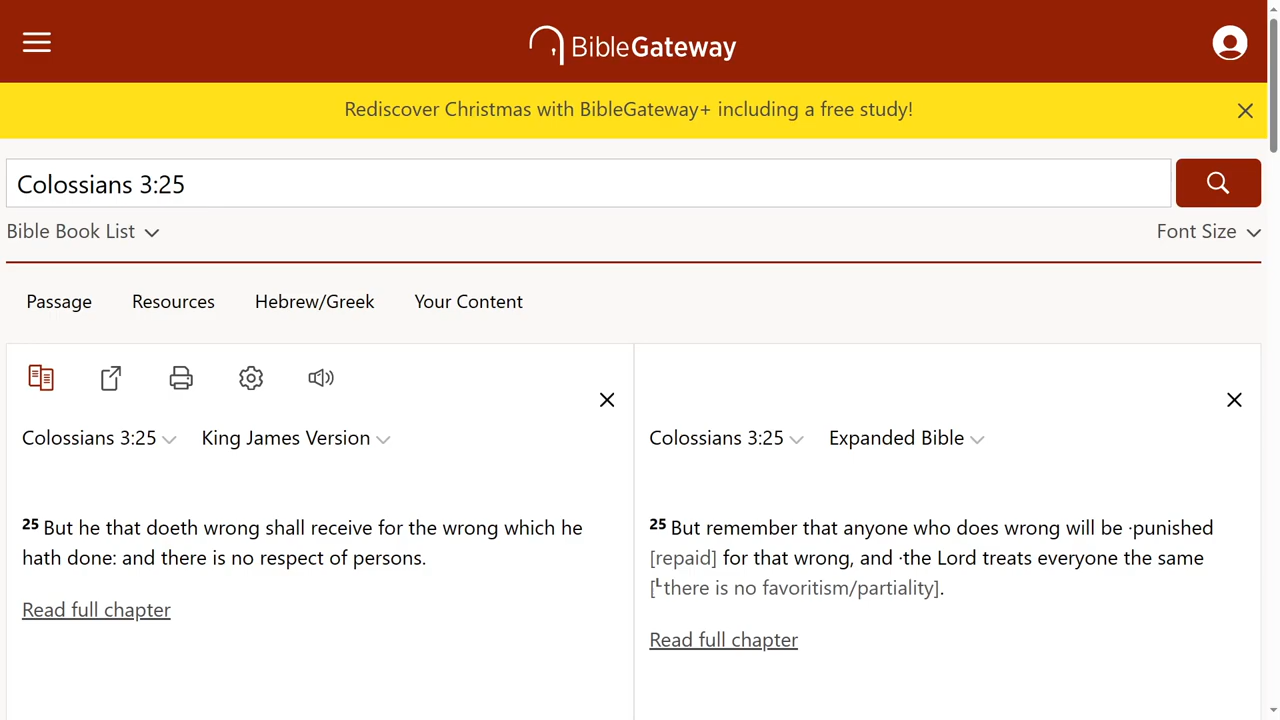 BibleGateway
Rediscover Christmas with BibleGateway+ including a free study!
Colossians 3:25
Bible Book List
Font Size
Passage
Resources
Hebrew/Greek
Your Content
Colossians 3:25
King James Version
25 But he that doeth wrong shall receive for the wrong which he
hath done: and there is no respect of persons.
Read full chapter
Colossians 3:25
Expanded Bible
25 But remember that anyone who does wrong will be ·punished
[repaid] for that wrong, and ·the Lord treats everyone the same
[ᴸthere is no favoritism/partiality].
Read full chapter